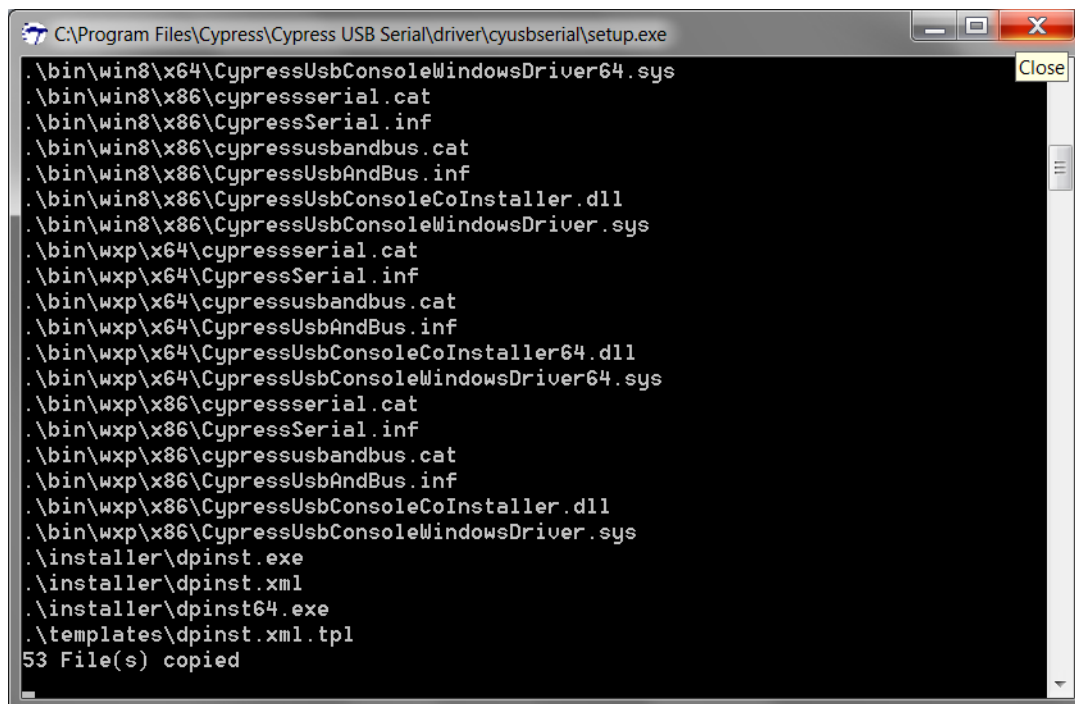 C:\Program Files\Cypress\Cypress USB Serial\driver\cyusbserial\setup.exe
Close
.\bin\win8\x64\CypressUsbConsoleWindowsDriver64.sys
.\bin\win8\x86\cypressserial.cat
.\bin\win8\x86\CypressSerial.inf
.\bin\win8\x86\cypressusbandbus.cat
.\bin\win8\x86\CypressUsbAndBus.inf
.\bin\win8\x86\CypressUsbConsoleCoInstaller.dll
.\bin\win8\x86\CypressUsbConsoleWindowsDriver.sys
.\bin\wxp\x64\cypressserial.cat
.\bin\wxp\x64\CypressSerial.inf
.\bin\wxp\x64\cypressusbandbus.cat
.\bin\wxp\x64\CypressUsbAndBus.inf
.\bin\wxp\x64\CypressUsbConsoleCoInstaller64.dll
.\bin\wxp\x64\CypressUsbConsoleWindowsDriver64.sys
.\bin\wxp\x86\cypressserial.cat
.\bin\wxp\x86\CypressSerial.inf
.\bin\wxp\x86\cypressusbandbus.cat
.\bin\wxp\x86\CypressUsbAndBus.inf
.\bin\wxp\x86\CypressUsbConsoleCoInstaller.dll
.\bin\wxp\x86\CypressUsbConsoleWindowsDriver.sys
.\installer\dpinst.exe
.\installer\dpinst.xml
.\installer\dpinst64.exe
.\templates\dpinst.xml.tpl
53 File(s) copied